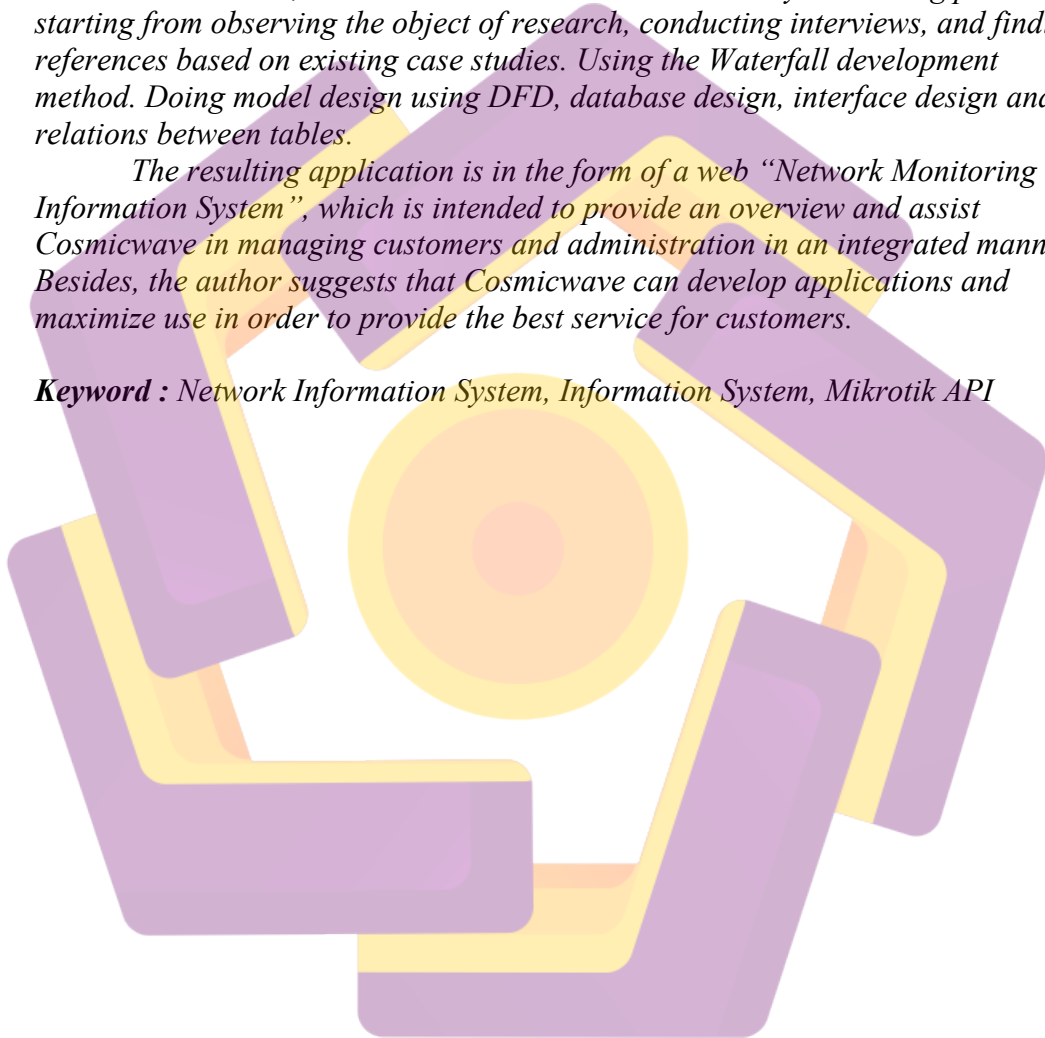 starting from observing the object of research, conducting interviews, and find
references based on existing case studies. Using the Waterfall development
method. Doing model design using DFD, database design, interface design and
relations between tables.
The resulting application is in the form of a web “Network Monitoring
Information System”, which is intended to provide an overview and assist
Cosmicwave in managing customers and administration in an integrated mann
Besides, the author suggests that Cosmicwave can develop applications and
maximize use in order to provide the best service for customers.
Keyword : Network Information System, Information System, Mikrotik API